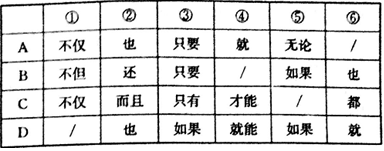 ① ② ③ ④ ⑤ ⑥
A 不仅 也 只要 就 无论 /
B 不但 还 只要 / 如果 也
C 不仅 而且 只有 才能 / 都
D / 也 如果 就能 如果 就